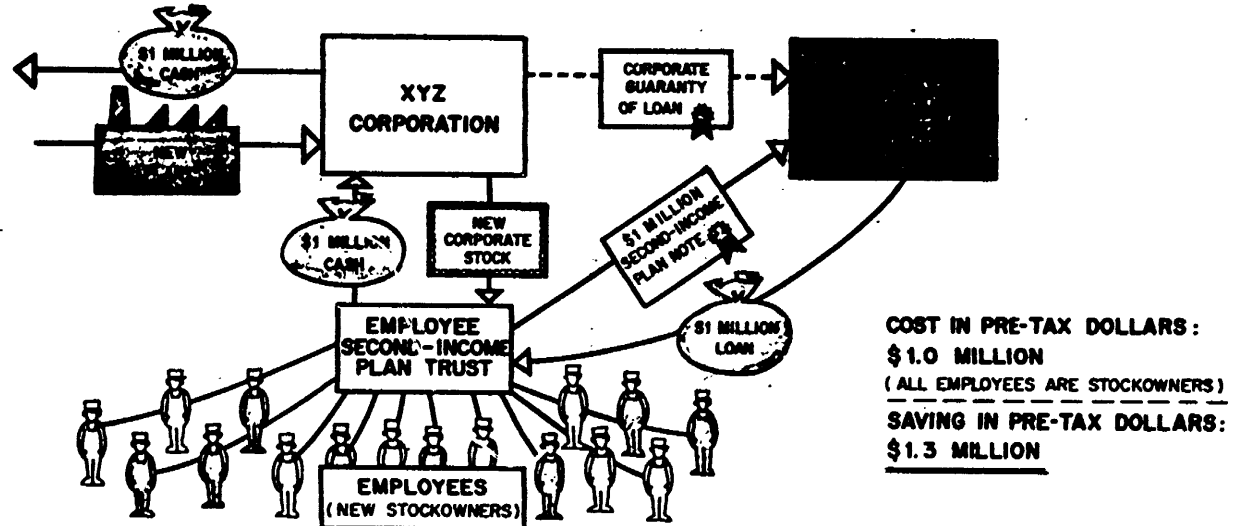 $1 MILLION
CASH
XYZ
CORPORATION
CORPORATE
GUARANTY
OF LOAN
NEW
$1 MILLION
CASH
NEW
CORPORATE
STOCK
$1 MILLION
SECOND-INCOME
PLAN NOTE
$1 MILLION
LOAN
EMPLOYEE
SECOND-INCOME
PLAN TRUST
EMPLOYEES
(NEW STOCKOWNERS)
COST IN PRE-TAX DOLLARS:
$1.0 MILLION
(ALL EMPLOYEES ARE STOCKOWNERS)
SAVING IN PRE-TAX DOLLARS:
$1.3 MILLION